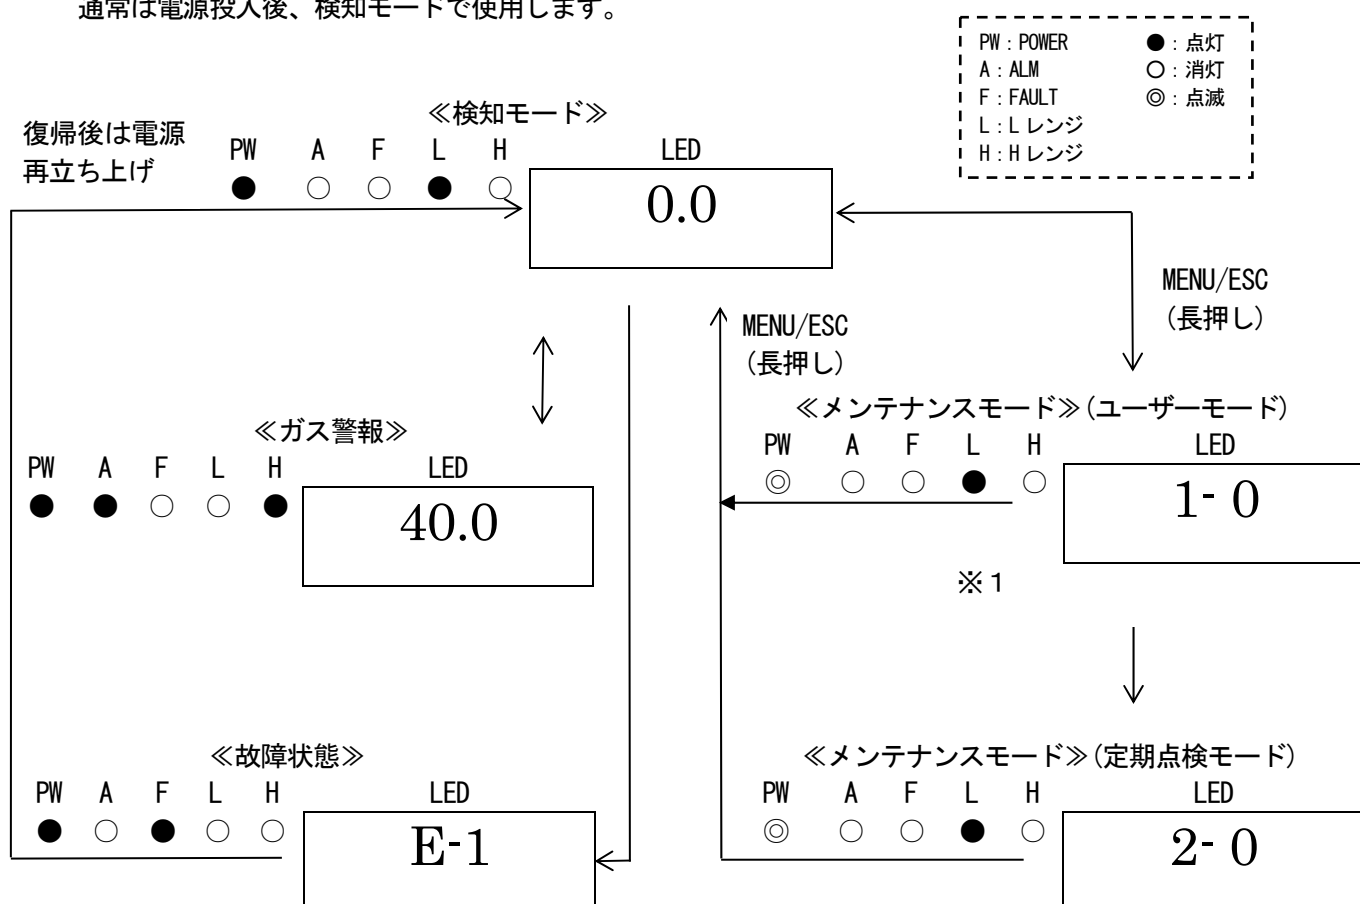 通常は電源投入後、検知モードで使用します。
PW：POWER ●：点灯
A：ALM ○：消灯
F：FAULT ◎：点滅
L：Lレンジ
H：Hレンジ
≪検知モード≫
復帰後は電源
再立ち上げ
PW A F L H LED
● ○ ○ ● ○
0.0
MENU/ESC
(長押し)
MENU/ESC
(長押し)
≪ガス警報≫
PW A F L H LED
● ● ○ ○ ●
40.0
≪メンテナンスモード≫(ユーザーモード)
PW A F L H LED
◎ ○ ○ ● ○
1- 0
※1
≪故障状態≫
PW A F L H LED
● ○ ● ○ ○
E-1
≪メンテナンスモード≫(定期点検モード)
PW A F L H LED
◎ ○ ○ ● ○
2- 0